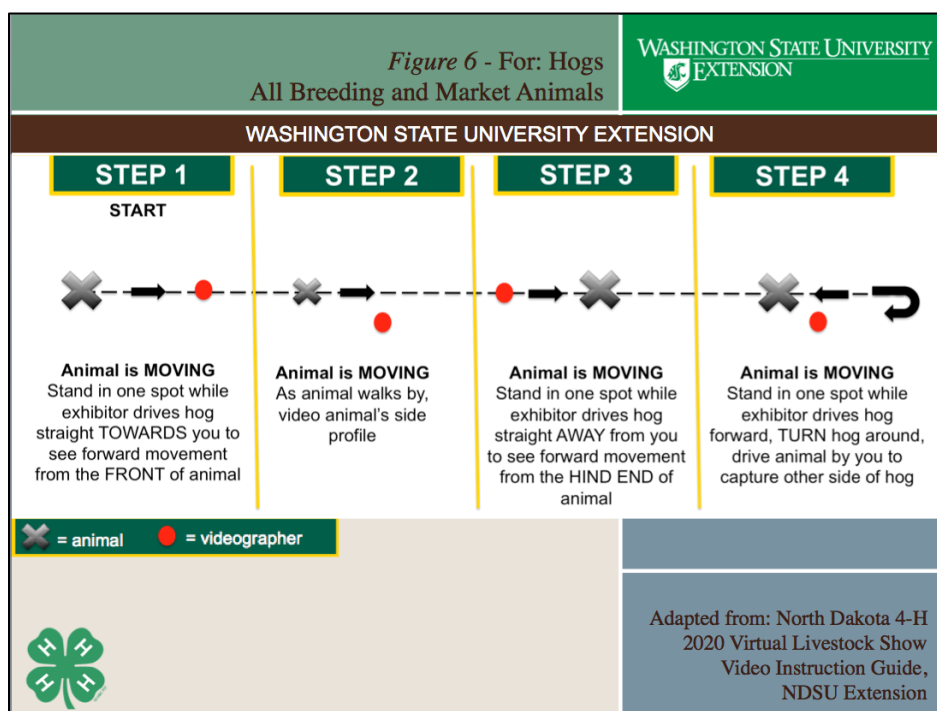 Figure 6 - For: Hogs
All Breeding and Market Animals
WASHINGTON STATE UNIVERSITY
EXTENSION
WASHINGTON STATE UNIVERSITY EXTENSION
STEP 1
START
Animal is MOVING
Stand in one spot while
exhibitor drives hog
straight TOWARDS you to
see forward movement
from the FRONT of animal
STEP 2
Animal is MOVING
As animal walks by,
video animal's side
profile
STEP 3
Animal is MOVING
Stand in one spot while
exhibitor drives hog
straight AWAY from you
to see forward movement
from the HIND END of
animal
STEP 4
Animal is MOVING
Stand in one spot while
exhibitor drives hog
forward, TURN hog around,
drive animal by you to
capture other side of hog
= animal
= videographer
H H
H H
Adapted from: North Dakota 4-H
2020 Virtual Livestock Show
Video Instruction Guide,
NDSU Extension